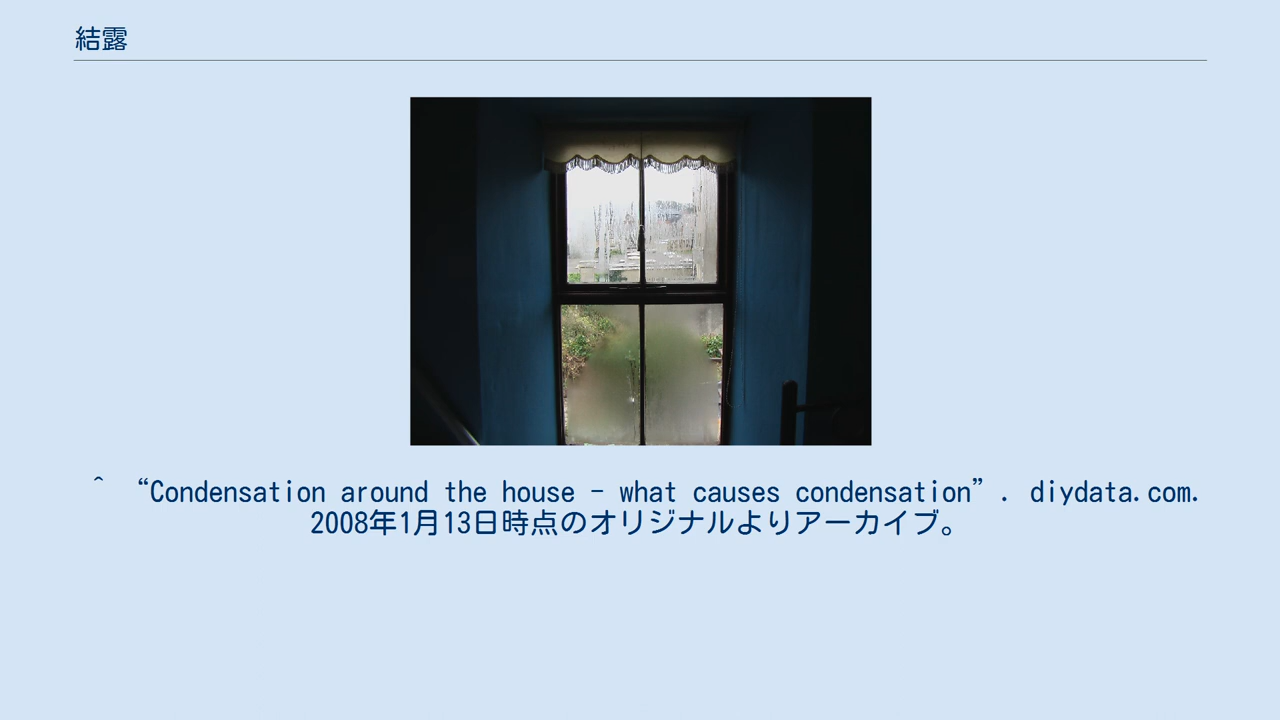 結露
^ “Condensation around the house - what causes condensation”. diydata.com.
2008年1月13日時点のオリジナルよりアーカイブ。